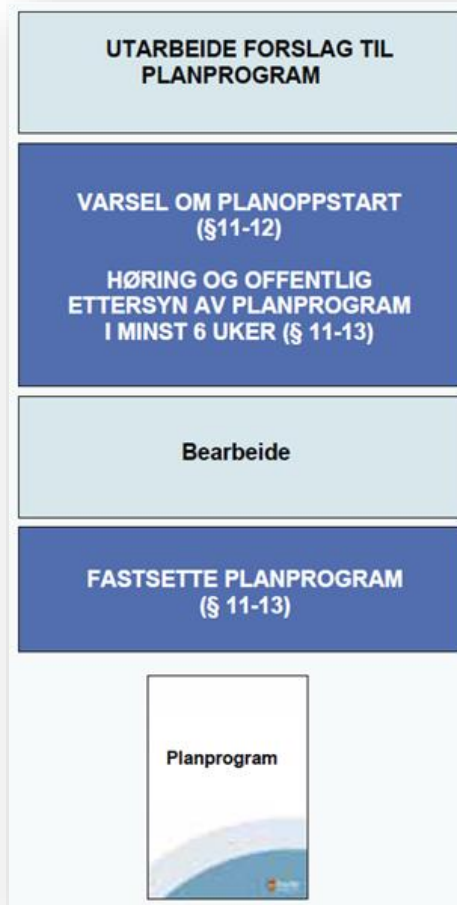 UTARBEIDE FORSLAG TIL
PLANPROGRAM
VARSEL OM PLANOPPSTART
(§11-12)
HØRING OG OFFENTLIG
ETTERSYN AV PLANPROGRAM
I MINST 6 UKER (§ 11-13)
Bearbeide
FASTSETTE PLANPROGRAM
(§ 11-13)
Planprogram